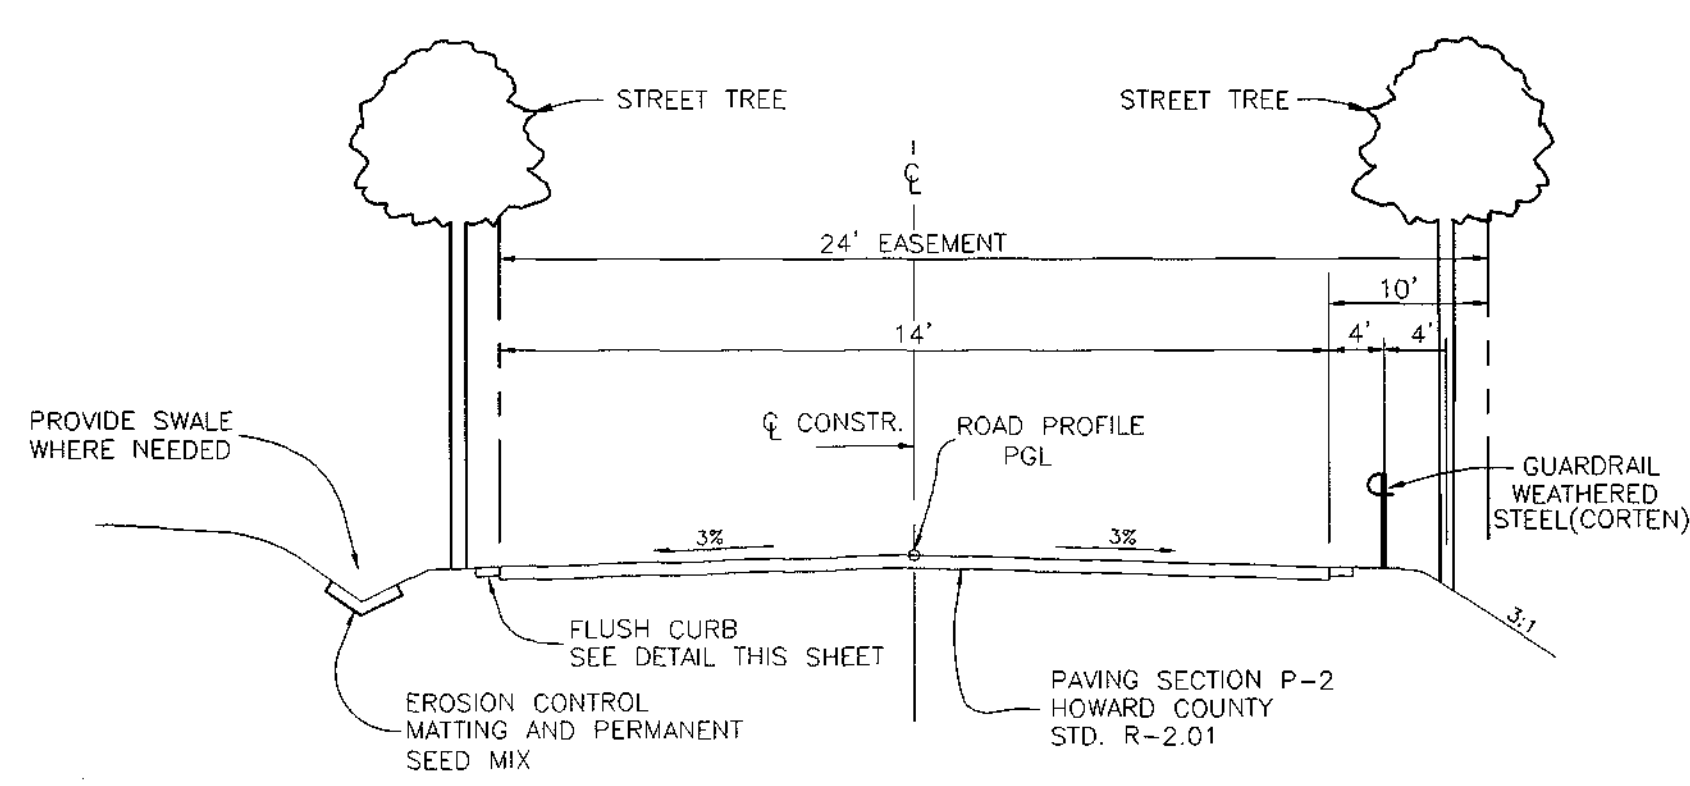 STREET TREE
STREET TREE
℄
24' EASEMENT
10'
14'
4'
4'
℄ CONSTR.
ROAD PROFILE
PGL
PROVIDE SWALE
WHERE NEEDED
GUARDRAIL
WEATHERED
STEEL(CORTEN)
3%
3%
3:1
FLUSH CURB
SEE DETAIL THIS SHEET
EROSION CONTROL
MATTING AND PERMANENT
SEED MIX
PAVING SECTION P-2
HOWARD COUNTY
STD. R-2.01